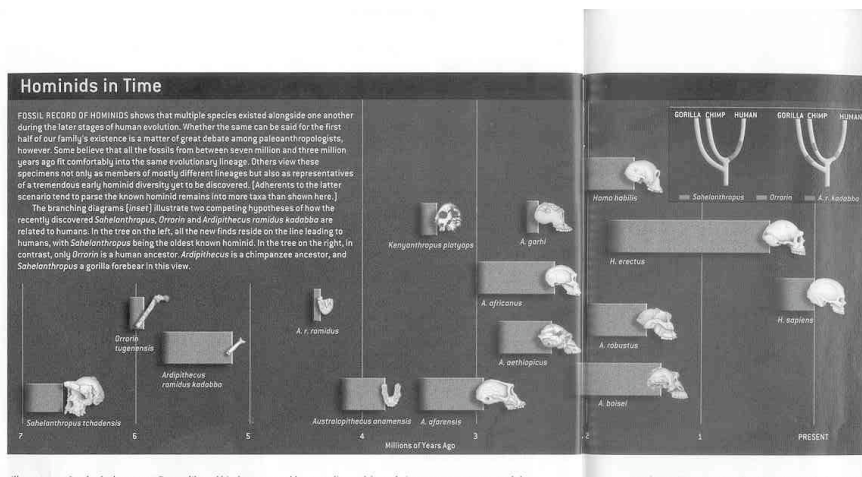 Hominids in Time
FOSSIL RECORD OF HOMINIDS shows that multiple species existed alongside one another
during the later stages of human evolution. Whether the same can be said for the first
half of our family's existence is a matter of great debate among paleoanthropologists,
however. Some believe that all the fossils from between seven million and three million
years ago fit comfortably into the same evolutionary lineage. Others view these
specimens not only as members of mostly different lineages but also as representatives
of a tremendous early hominid diversity yet to be discovered. (Adherents to the latter
scenario tend to parse the known hominid remains into more taxa than shown here.)
The branching diagrams (inset) illustrate two competing hypotheses of how the
recently discovered Sahelanthropus, Orrorin and Ardipithecus ramidus kadabba are
related to humans. In the tree on the left, all the new finds reside on the line leading to
humans, with Sahelanthropus being the oldest known hominid. In the tree on the right, in
contrast, only Orrorin is a human ancestor. Ardipithecus is a chimpanzee ancestor, and
Sahelanthropus a gorilla forebear in this view.
GORILLA CHIMP HUMAN
GORILLA CHIMP HUMAN
Sahelanthropus
Orrorin
A. r. kadabba
Homo habilis
Kenyanthropus platyops
A. garhi
H. erectus
A. africanus
H. sapiens
Orrorin
tugenensis
A. r. ramidus
A. robustus
Ardipithecus
ramidus kadabba
A. aethiopicus
A. boisei
Sahelanthropus tchadensis
Australopithecus anamensis
A. afarensis
7 6 5 4 3 2 1 PRESENT
Millions of Years Ago